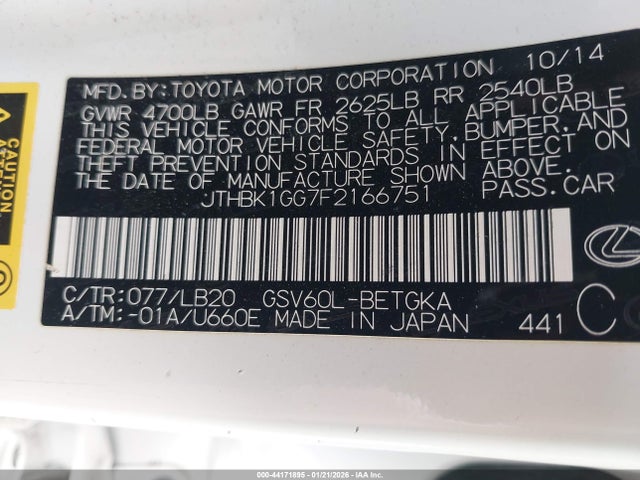 MFD. BY: TOYOTA MOTOR CORPORATION 10/14
GVWR 4700LB GAWR FR 2625LB RR 2540LB
THIS VEHICLE CONFORMS TO ALL APPLICABLE
FEDERAL MOTOR VEHICLE SAFETY, BUMPER, AND
THEFT PREVENTION STANDARDS IN EFFECT ON
THE DATE OF MANUFACTURE SHOWN ABOVE.
JTHBK1GG7F2166751 PASS. CAR
C/TR: 077/LB20 GSV60L-BETGKA
A/TM: -01A/U660E MADE IN JAPAN 441 C
CAUTION
000-44171895 - 01/21/2026 - IAAI.COM